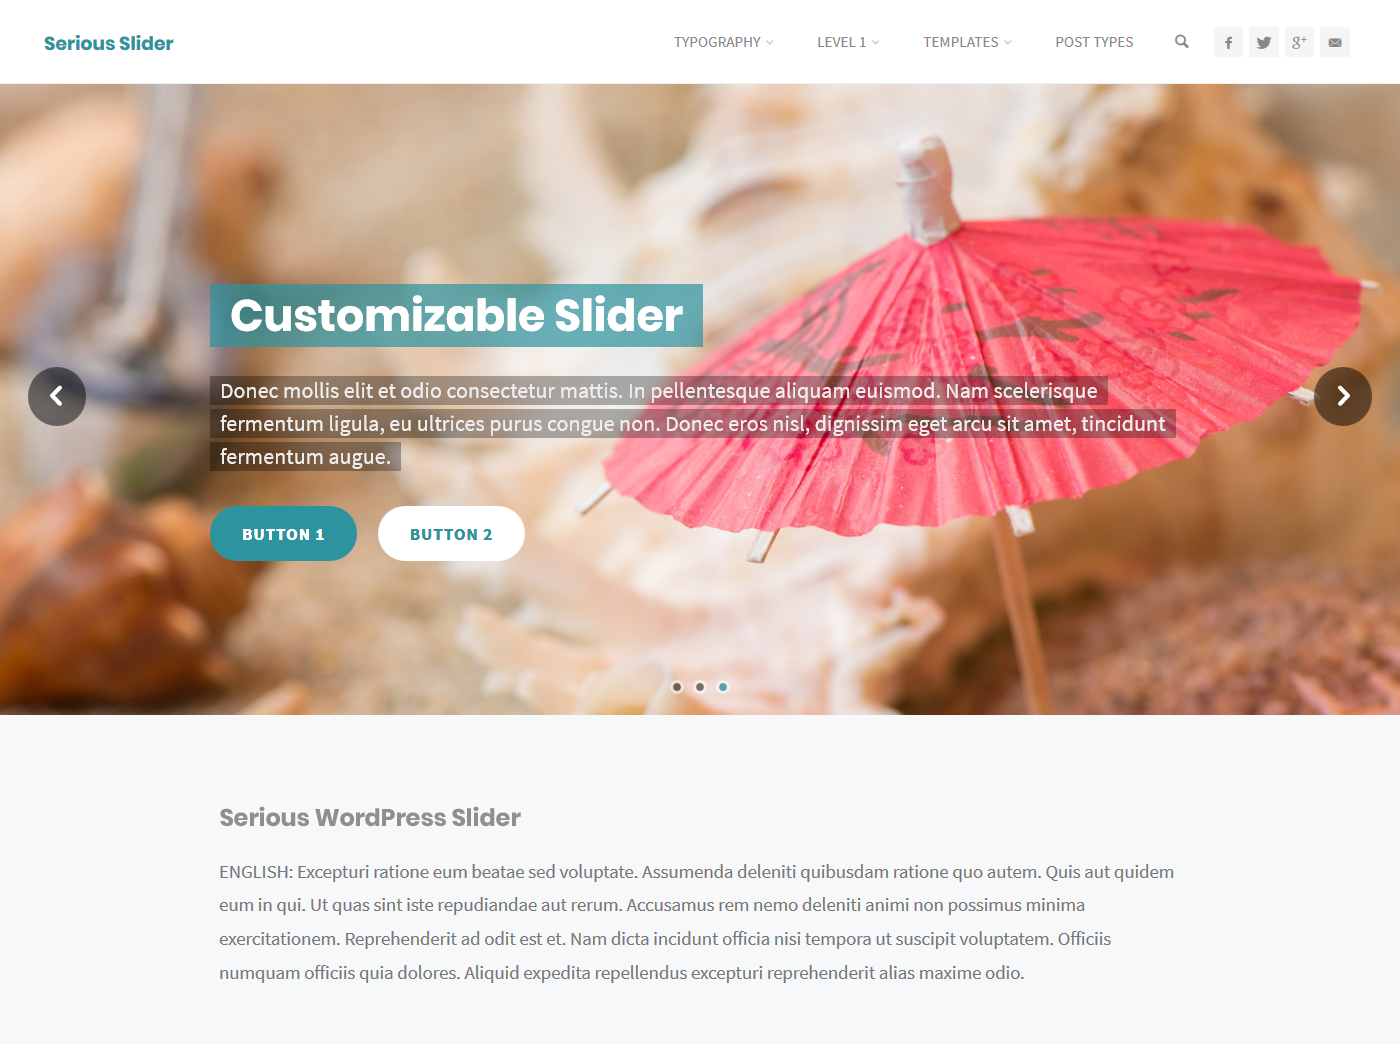 Serious Slider
TYPOGRAPHY
LEVEL 1
TEMPLATES
POST TYPES
Customizable Slider
Donec mollis elit et odio consectetur mattis. In pellentesque aliquam euismod. Nam scelerisque
fermentum ligula, eu ultrices purus congue non. Donec eros nisl, dignissim eget arcu sit amet, tincidunt
fermentum augue.
BUTTON 1
BUTTON 2
Serious WordPress Slider
ENGLISH: Excepturi ratione eum beatae sed voluptate. Assumenda deleniti quibusdam ratione quo autem. Quis aut quidem
eum in qui. Ut quas sint iste repudiandae aut rerum. Accusamus rem nemo deleniti animi non possimus minima
exercitationem. Reprehenderit ad odit est et. Nam dicta incidunt officia nisi tempora ut suscipit voluptatem. Officiis
numquam officiis quia dolores. Aliquid expedita repellendus excepturi reprehenderit alias maxime odio.